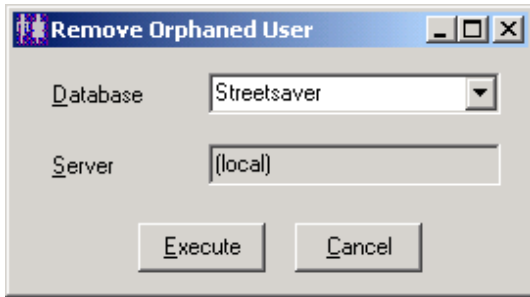 Remove Orphaned User
Database Streetsaver
Server (local)
Execute Cancel